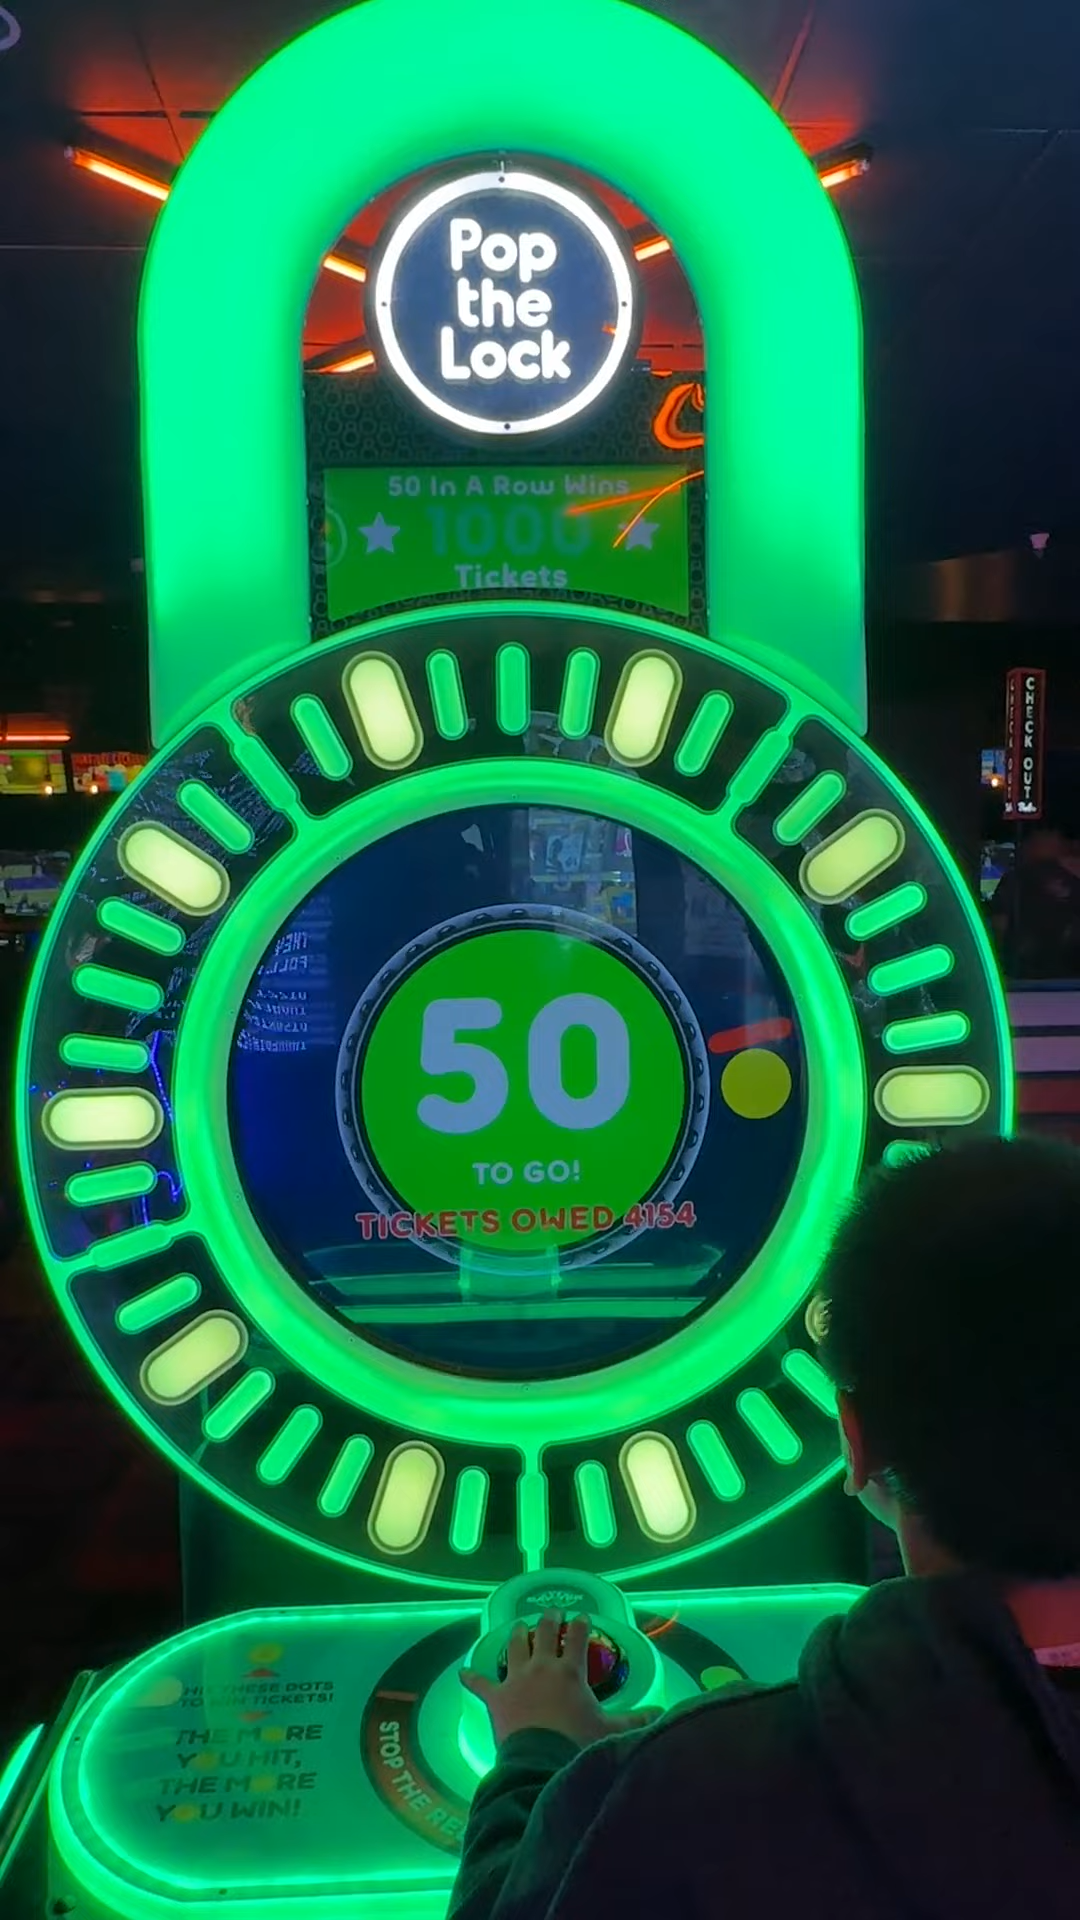 Pop
the
Lock
50 In A Row Wins
1000
Tickets
CHECK OUT
50
TO GO!
TICKETS OWED 4154
HIT THESE DOTS
TO WIN TICKETS!
THE MORE
YOU HIT,
THE MORE
YOU WIN!
STOP THE RED